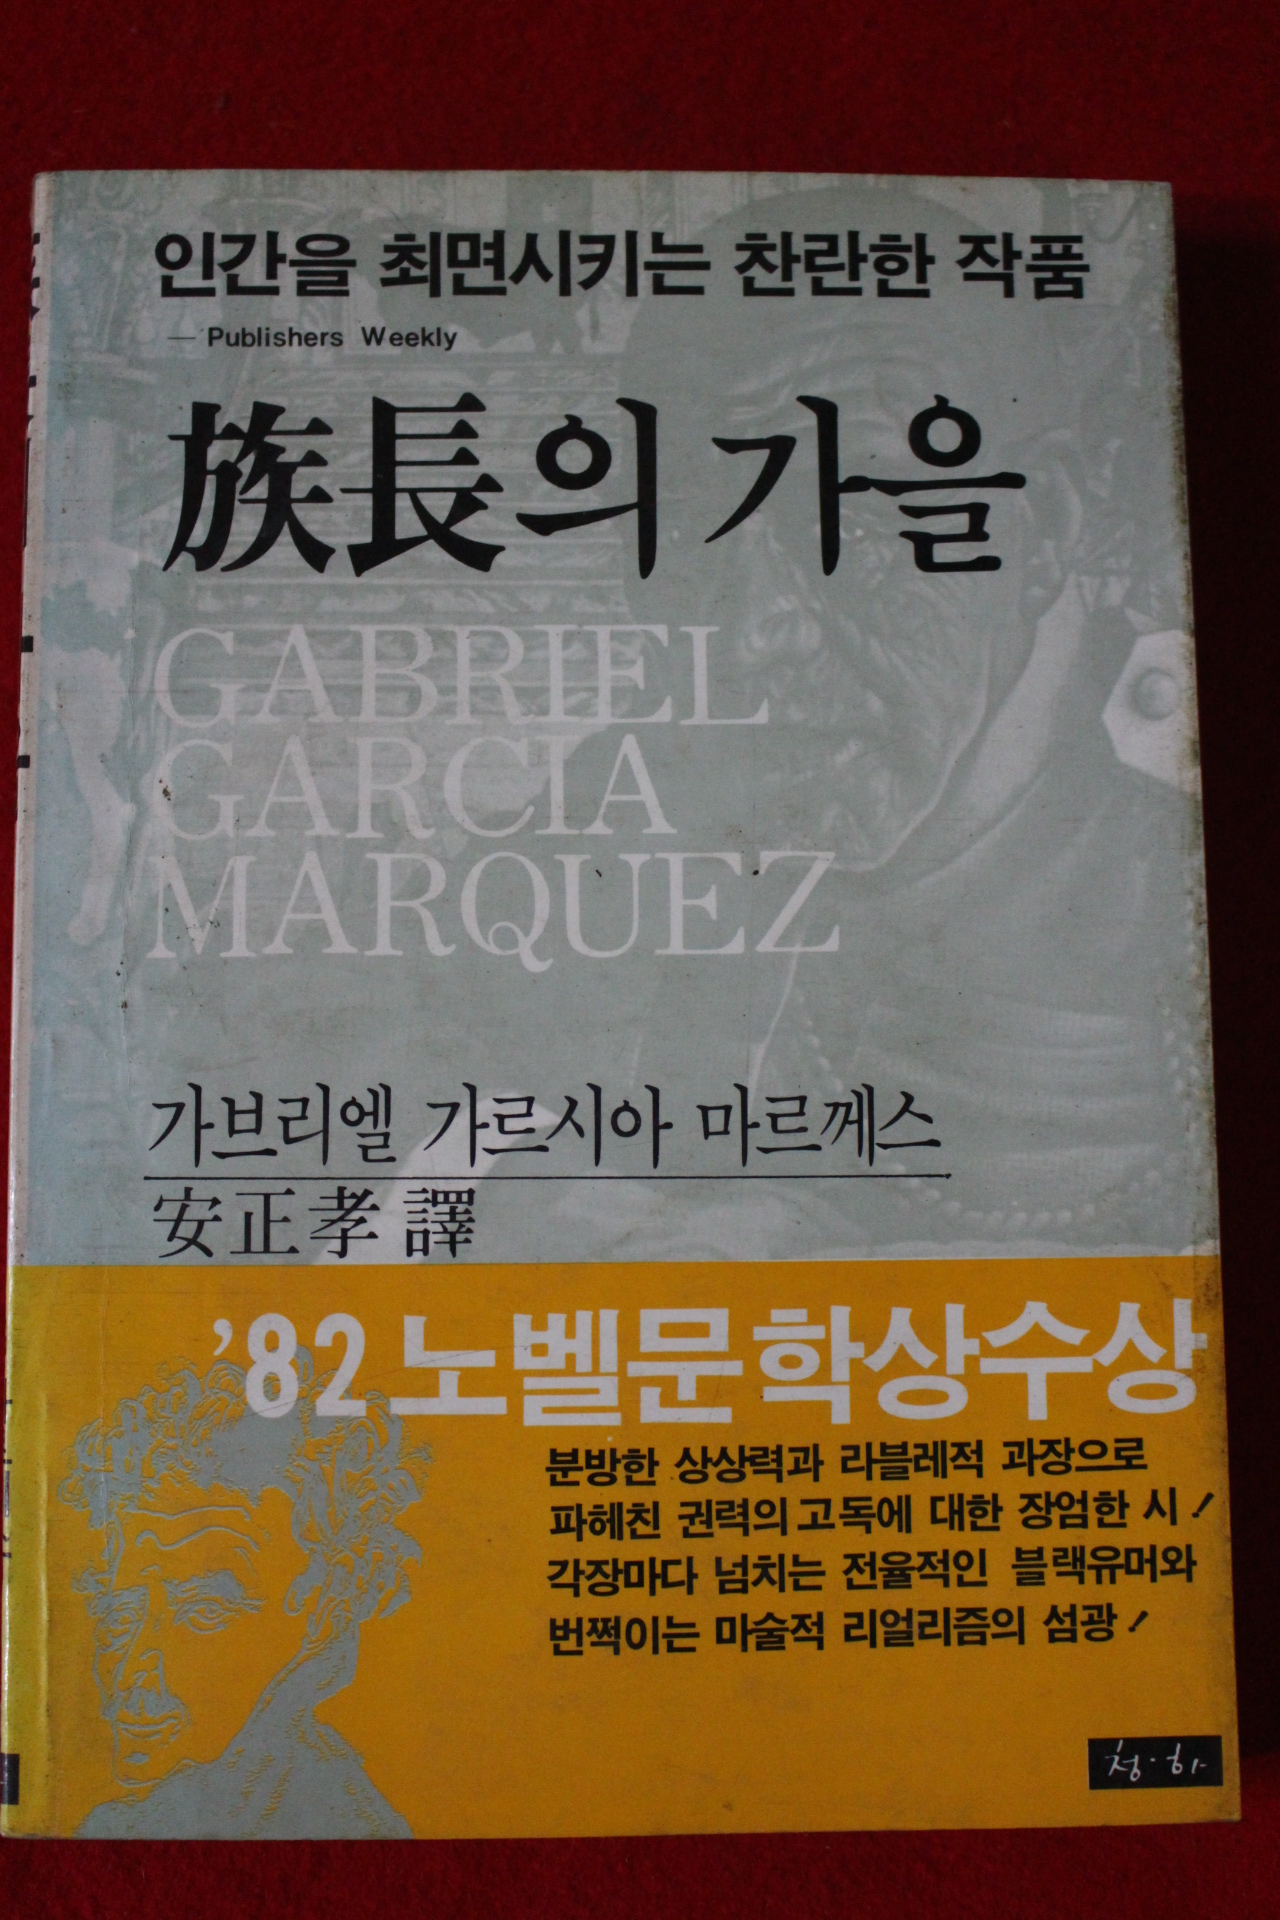 인간을 최면시키는 찬란한 작품
— Publishers Weekly
族長의 가을
GABRIEL
GARCIA
MARQUEZ
가브리엘 가르시아 마르께스
安正孝 譯
’82 노벨문학상수상
분방한 상상력과 라블레적 과장으로
파헤친 권력의 고독에 대한 장엄한 시!
각장마다 넘치는 전율적인 블랙유머와
번쩍이는 마술적 리얼리즘의 섬광!
청·하